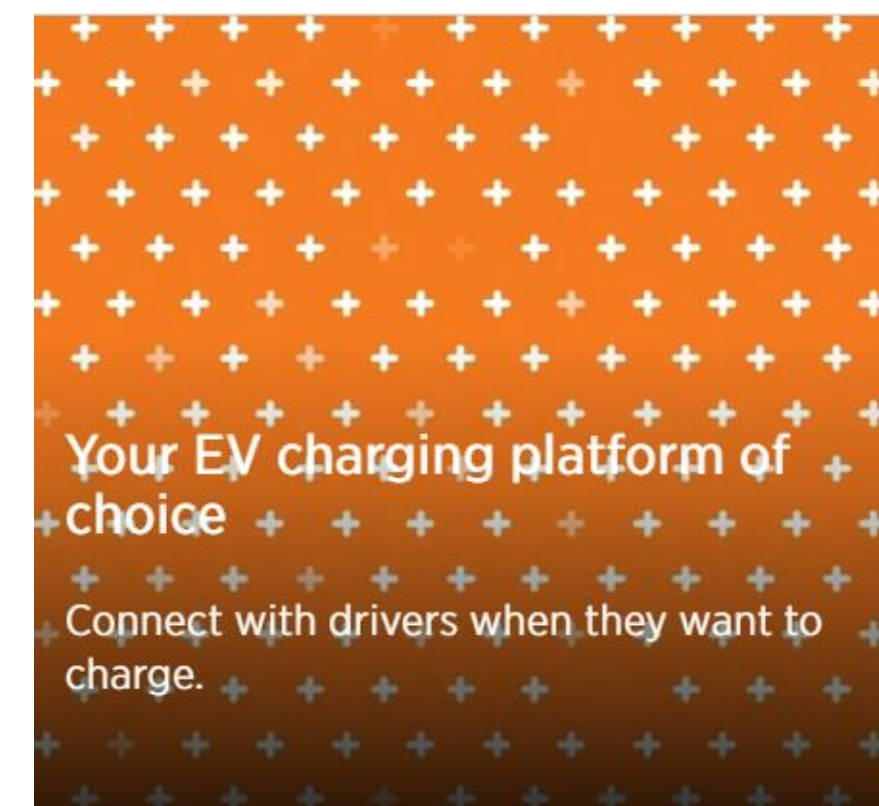 Your EV charging platform of
choice
Connect with drivers when they want to
charge.